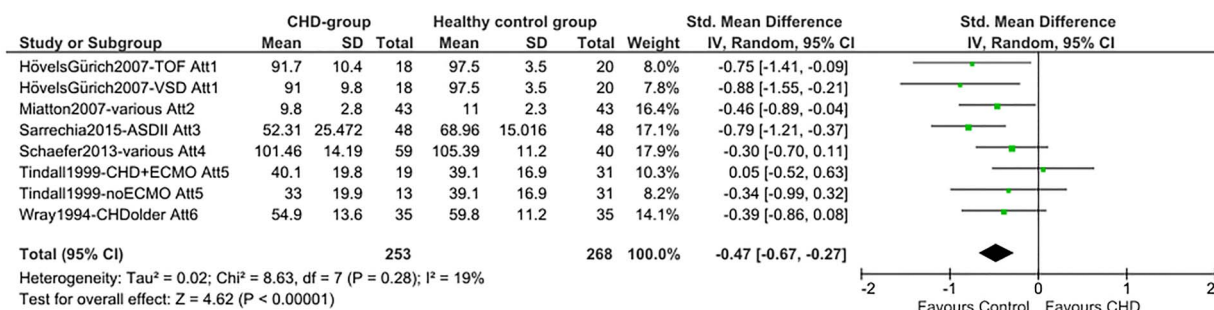 CHD-group Healthy control group Std. Mean Difference Std. Mean Difference
Study or Subgroup Mean SD Total Mean SD Total Weight IV, Random, 95% CI IV, Random, 95% CI
HövelsGürich2007-TOF Att1 91.7 10.4 18 97.5 3.5 20 8.0% -0.75 [-1.41, -0.09]
HövelsGürich2007-VSD Att1 91 9.8 18 97.5 3.5 20 7.8% -0.88 [-1.55, -0.21]
Miatton2007-various Att2 9.8 2.8 43 11 2.3 43 16.4% -0.46 [-0.89, -0.04]
Sarrechia2015-ASDII Att3 52.31 25.472 48 68.96 15.016 48 17.1% -0.79 [-1.21, -0.37]
Schaefer2013-various Att4 101.46 14.19 59 105.39 11.2 40 17.9% -0.30 [-0.70, 0.11]
Tindall1999-CHD+ECMO Att5 40.1 19.8 19 39.1 16.9 31 10.3% 0.05 [-0.52, 0.63]
Tindall1999-noECMO Att5 33 19.9 13 39.1 16.9 31 8.2% -0.34 [-0.99, 0.32]
Wray1994-CHDolder Att6 54.9 13.6 35 59.8 11.2 35 14.1% -0.39 [-0.86, 0.08]
Total (95% CI) 253 268 100.0% -0.47 [-0.67, -0.27]
Heterogeneity: Tau² = 0.02; Chi² = 8.63, df = 7 (P = 0.28); I² = 19%
Test for overall effect: Z = 4.62 (P < 0.00001)
-2 -1 0 1 2
Favours Control Favours CHD